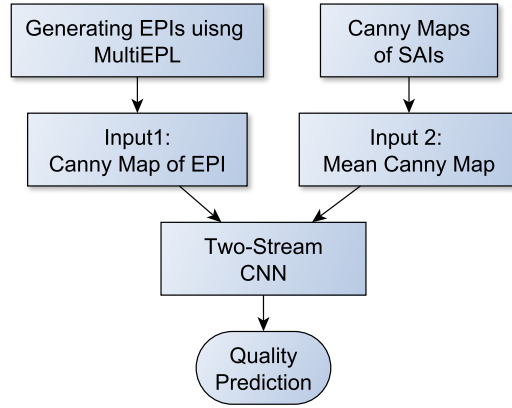 Generating EPIs uisng
MultiEPL
Canny Maps
of SAIs
Input1:
Canny Map of EPI
Input 2:
Mean Canny Map
Two-Stream
CNN
Quality
Prediction